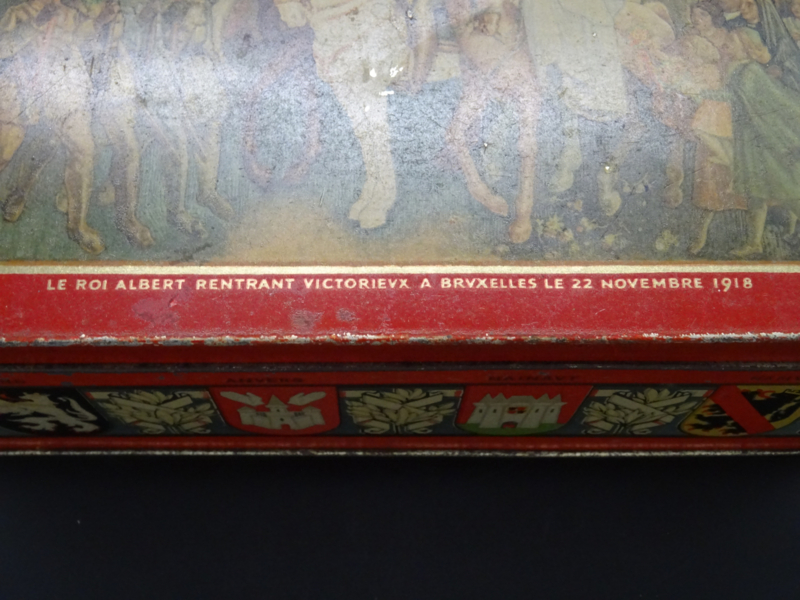 LE ROI ALBERT RENTRANT VICTORIEVX A BRVXELLES LE 22 NOVEMBRE 1918